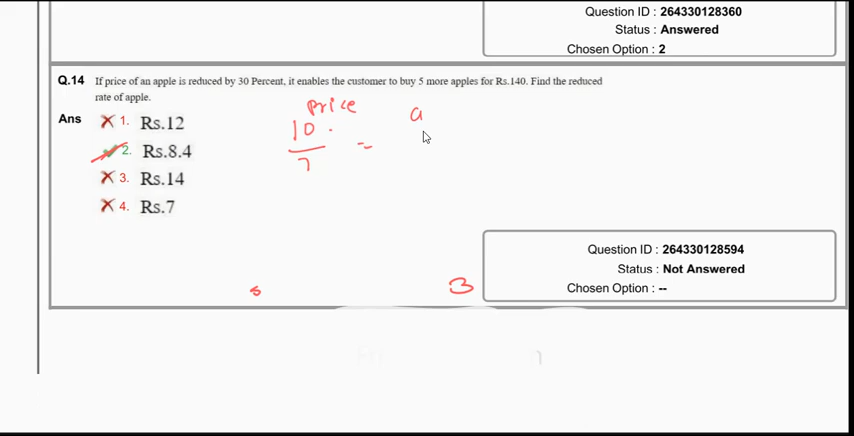 Question ID : 264330128360
Status : Answered
Chosen Option : 2
Q.14 If price of an apple is reduced by 30 Percent, it enables the customer to buy 5 more apples for Rs.140. Find the reduced
rate of apple.
Ans 1. Rs.12
2. Rs.8.4
3. Rs.14
4. Rs.7
Price
10
7
=
a
Question ID : 264330128594
Status : Not Answered
Chosen Option : --
3